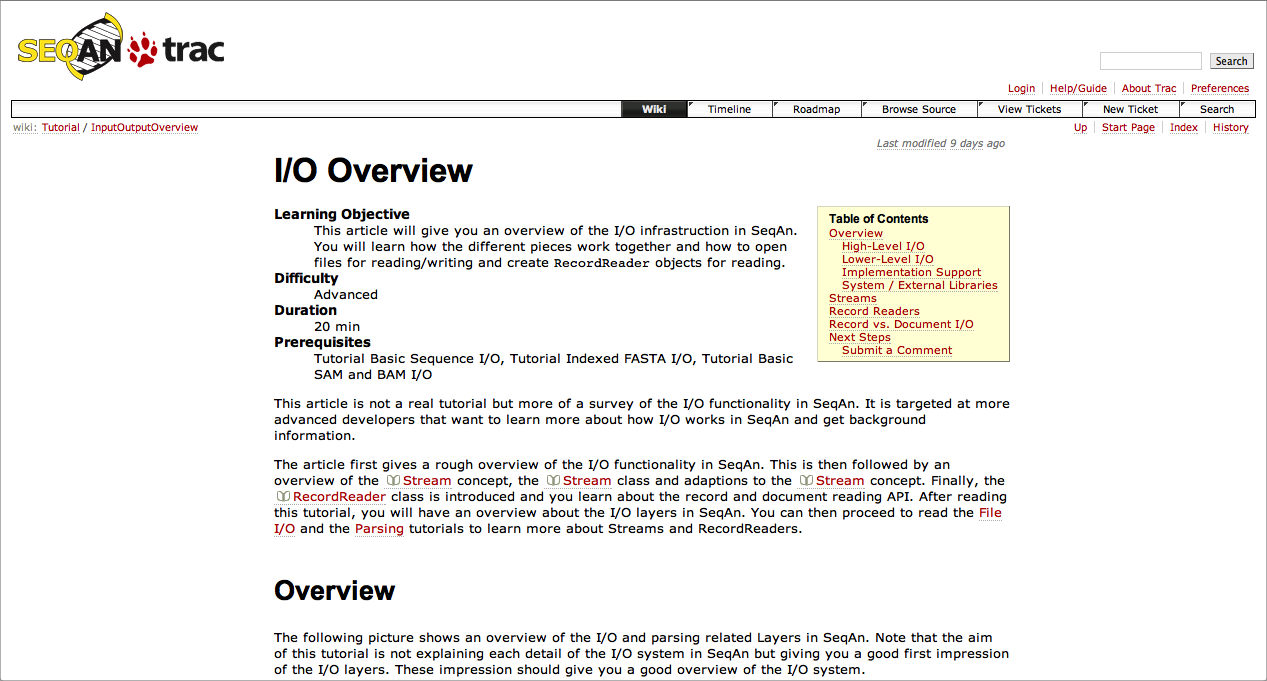 SEQAN trac
Search
Login Help/Guide About Trac Preferences
Wiki Timeline Roadmap Browse Source View Tickets New Ticket Search
wiki: Tutorial / InputOutputOverview
Up Start Page Index History
Last modified 9 days ago
I/O Overview
Learning Objective
This article will give you an overview of the I/O infrastruction in SeqAn.
You will learn how the different pieces work together and how to open
files for reading/writing and create RecordReader objects for reading.
Difficulty
Advanced
Duration
20 min
Prerequisites
Tutorial Basic Sequence I/O, Tutorial Indexed FASTA I/O, Tutorial Basic
SAM and BAM I/O
Table of Contents
Overview
High-Level I/O
Lower-Level I/O
Implementation Support
System / External Libraries
Streams
Record Readers
Record vs. Document I/O
Next Steps
Submit a Comment
This article is not a real tutorial but more of a survey of the I/O functionality in SeqAn. It is targeted at more
advanced developers that want to learn more about how I/O works in SeqAn and get background
information.
The article first gives a rough overview of the I/O functionality in SeqAn. This is then followed by an
overview of the Stream concept, the Stream class and adaptions to the Stream concept. Finally, the
RecordReader class is introduced and you learn about the record and document reading API. After reading
this tutorial, you will have an overview about the I/O layers in SeqAn. You can then proceed to read the File
I/O and the Parsing tutorials to learn more about Streams and RecordReaders.
Overview
The following picture shows an overview of the I/O and parsing related Layers in SeqAn. Note that the aim
of this tutorial is not explaining each detail of the I/O system in SeqAn but giving you a good first impression
of the I/O layers. These impression should give you a good overview of the I/O system.